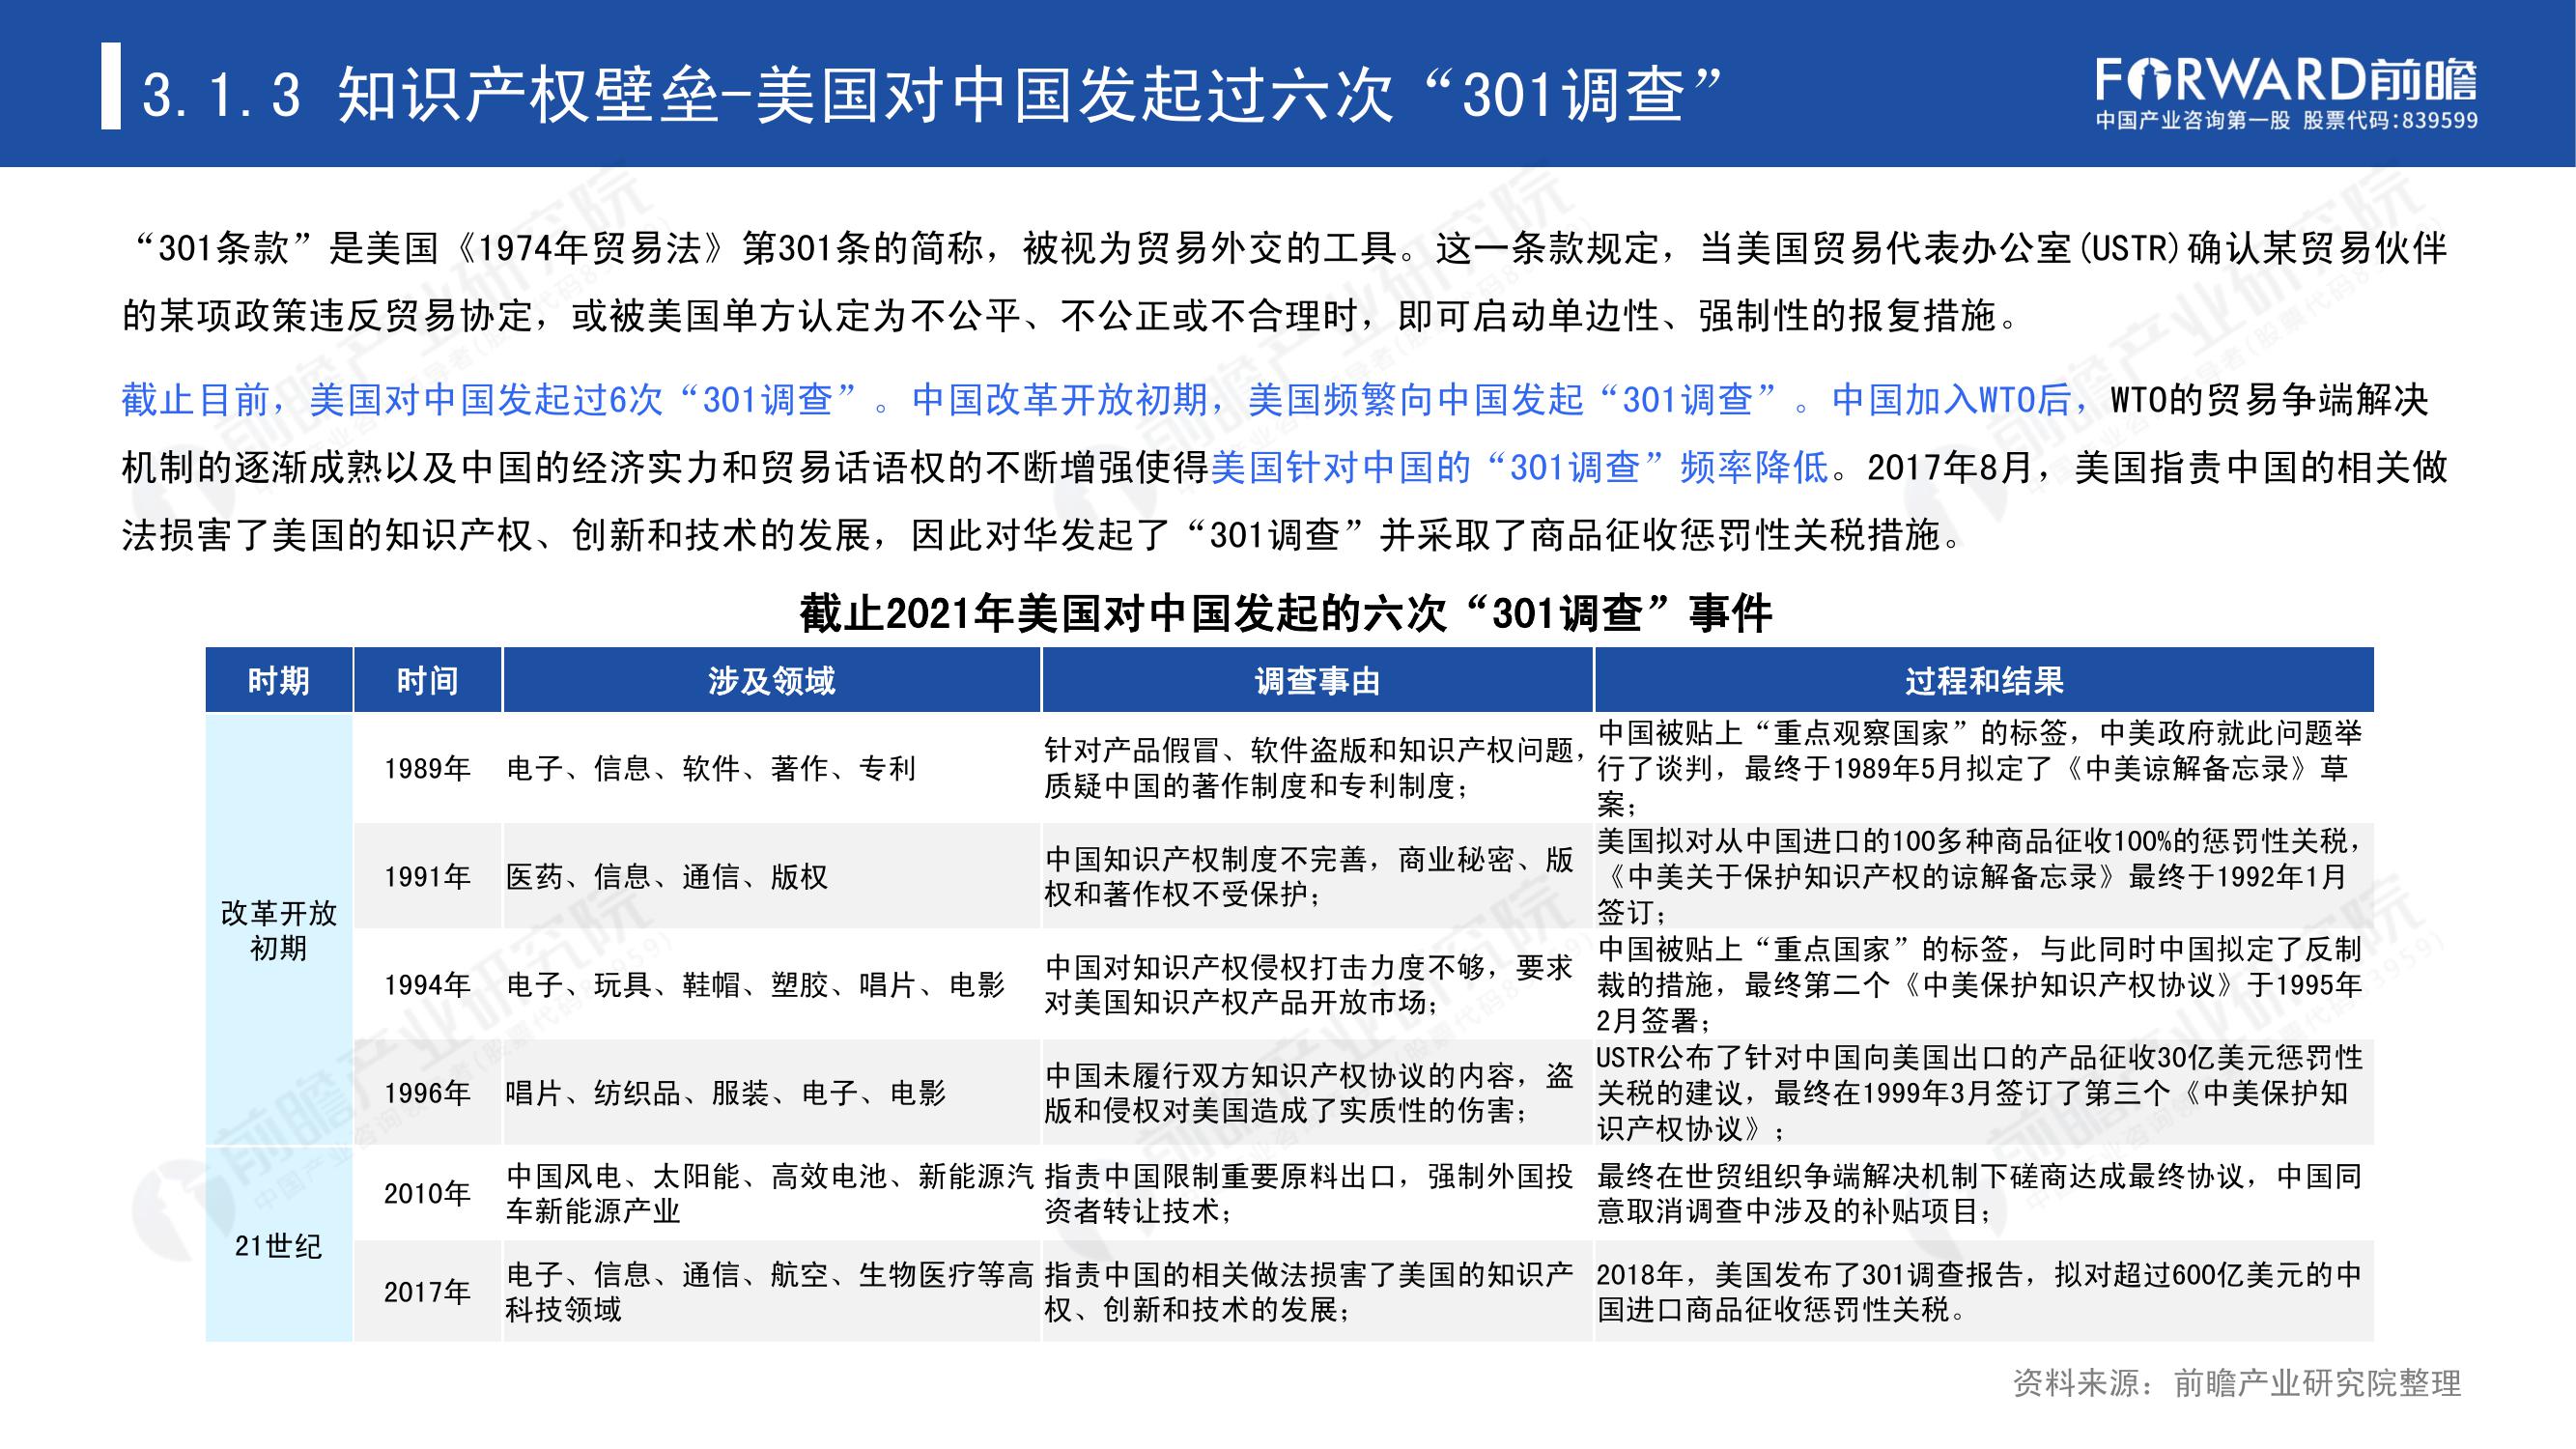 3.1.3 知识产权壁垒-美国对中国发起过六次“301调查”
FORWARD前瞻
中国产业咨询第一股 股票代码:839599
“301条款”是美国《1974年贸易法》第301条的简称，被视为贸易外交的工具。这一条款规定，当美国贸易代表办公室(USTR)确认某贸易伙伴
的某项政策违反贸易协定，或被美国单方认定为不公平、不公正或不合理时，即可启动单边性、强制性的报复措施。
截止目前，美国对中国发起过6次“301调查”。中国改革开放初期，美国频繁向中国发起“301调查”。中国加入WTO后，WTO的贸易争端解决
机制的逐渐成熟以及中国的经济实力和贸易话语权的不断增强使得美国针对中国的“301调查”频率降低。2017年8月，美国指责中国的相关做
法损害了美国的知识产权、创新和技术的发展，因此对华发起了“301调查”并采取了商品征收惩罚性关税措施。
截止2021年美国对中国发起的六次“301调查”事件
时期 时间 涉及领域 调查事由 过程和结果
改革开放
初期
1989年
电子、信息、软件、著作、专利
针对产品假冒、软件盗版和知识产权问题，
质疑中国的著作制度和专利制度；
中国被贴上“重点观察国家”的标签，中美政府就此问题举
行了谈判，最终于1989年5月拟定了《中美谅解备忘录》草
案；
1991年
医药、信息、通信、版权
中国知识产权制度不完善，商业秘密、版
权和著作权不受保护；
美国拟对从中国进口的100多种商品征收100%的惩罚性关税，
《中美关于保护知识产权的谅解备忘录》最终于1992年1月
签订；
1994年
电子、玩具、鞋帽、塑胶、唱片、电影
中国对知识产权侵权打击力度不够，要求
对美国知识产权产品开放市场；
中国被贴上“重点国家”的标签，与此同时中国拟定了反制
裁的措施，最终第二个《中美保护知识产权协议》于1995年
2月签署；
1996年
唱片、纺织品、服装、电子、电影
中国未履行双方知识产权协议的内容，盗
版和侵权对美国造成了实质性的伤害；
USTR公布了针对中国向美国出口的产品征收30亿美元惩罚性
关税的建议，最终在1999年3月签订了第三个《中美保护知
识产权协议》；
21世纪
2010年
中国风电、太阳能、高效电池、新能源汽
车新能源产业
指责中国限制重要原料出口，强制外国投
资者转让技术；
最终在世贸组织争端解决机制下磋商达成最终协议，中国同
意取消调查中涉及的补贴项目；
2017年
电子、信息、通信、航空、生物医疗等高
科技领域
指责中国的相关做法损害了美国的知识产
权、创新和技术的发展；
2018年，美国发布了301调查报告，拟对超过600亿美元的中
国进口商品征收惩罚性关税。
资料来源：前瞻产业研究院整理
前瞻产业研究院